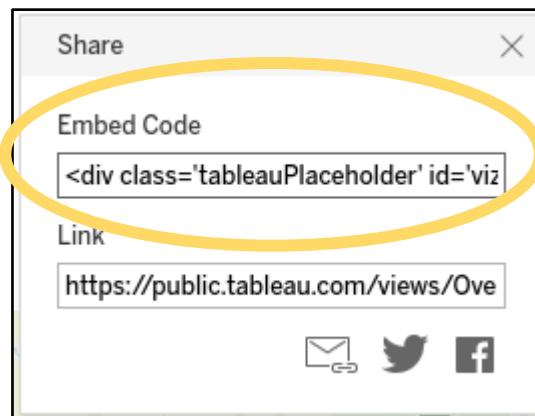 Share
Embed Code
<div class='tableauPlaceholder' id='viz
Link
https://public.tableau.com/views/Ove